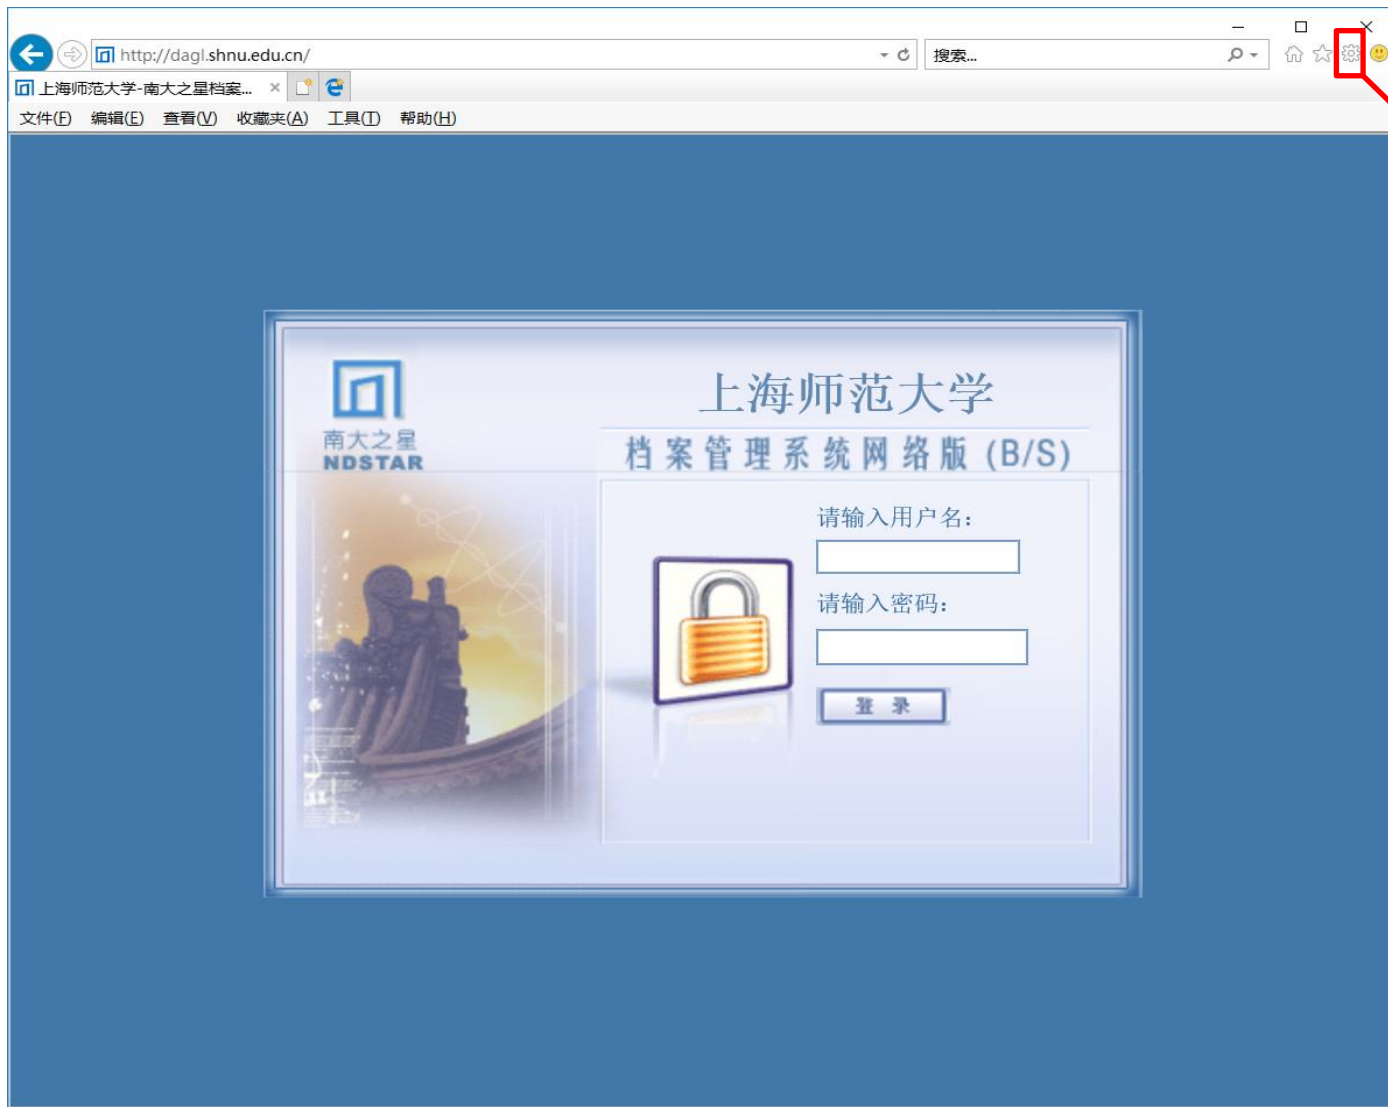 http://dagl.shnu.edu.cn/
搜索...
上海师范大学-南大之星档案...
文件(F) 编辑(E) 查看(V) 收藏夹(A) 工具(T) 帮助(H)
上海师范大学
南大之星
NDSTAR
档案管理系统网络版 (B/S)
请输入用户名:
请输入密码:
登 录